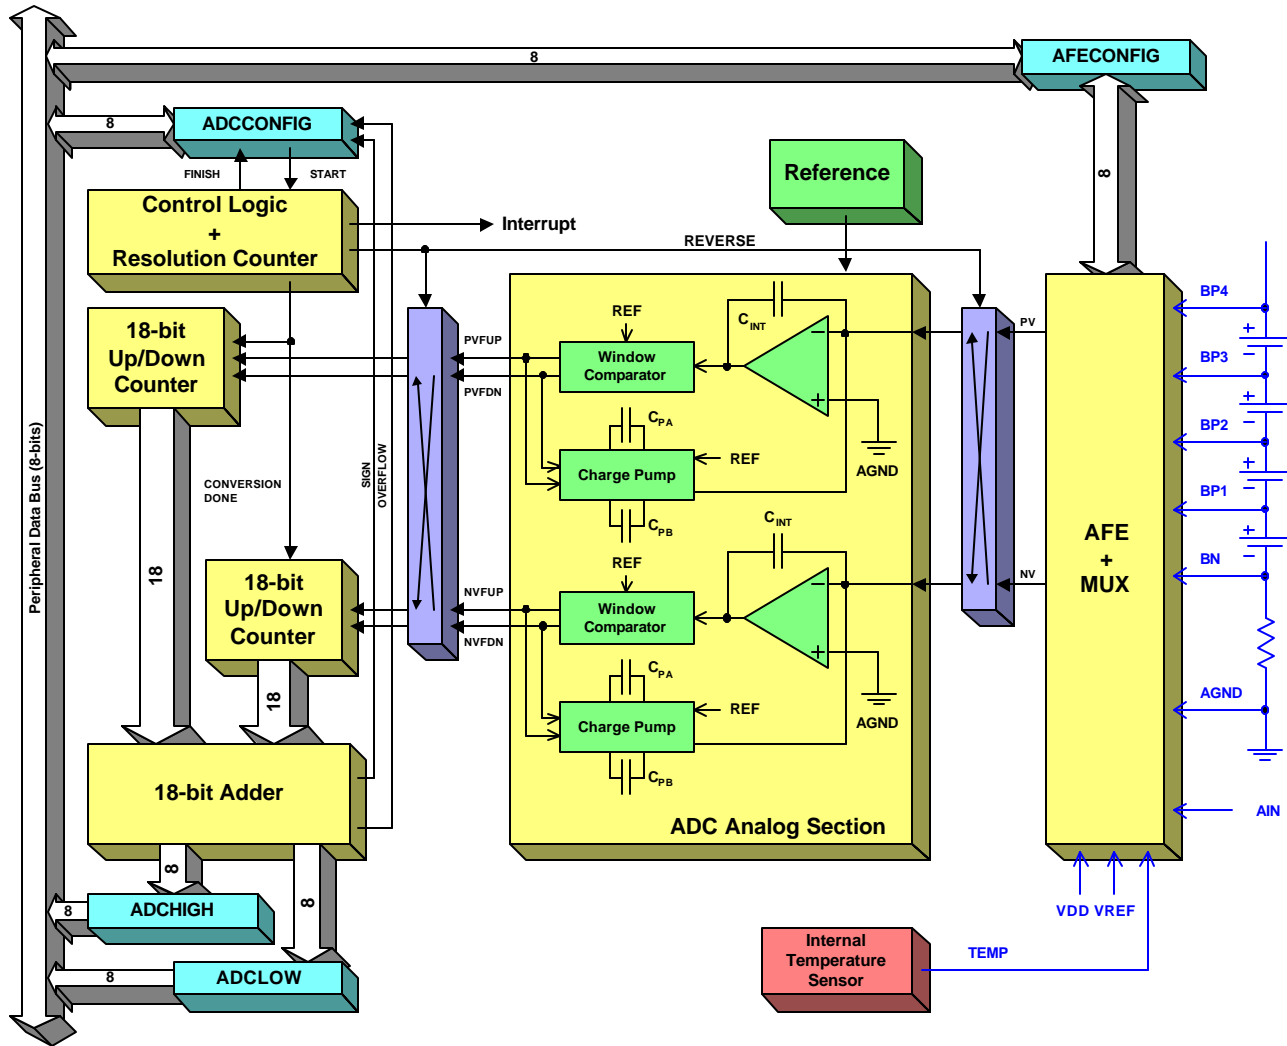 8
AFECONFIG
8
ADCCONFIG
FINISH
START
Reference
8
Control Logic
+
Resolution Counter
Interrupt
REVERSE
BP4
18-bit
Up/Down
Counter
PVFUP
PVFDN
REF
Window
Comparator
CINT
PV
BP3
CPA
Charge Pump
REF
CPB
AGND
BP2
BP1
BN
Peripheral Data Bus (8-bits)
18
CONVERSION
DONE
SIGN
OVERFLOW
CINT
REF
AFE
+
MUX
NV
18-bit
Up/Down
Counter
NVFUP
NVFDN
Window
Comparator
CPA
Charge Pump
REF
CPB
AGND
AGND
18
18-bit Adder
ADC Analog Section
AIN
8
8
VDD VREF
8
ADCHIGH
8
ADCLOW
Internal
Temperature
Sensor
TEMP